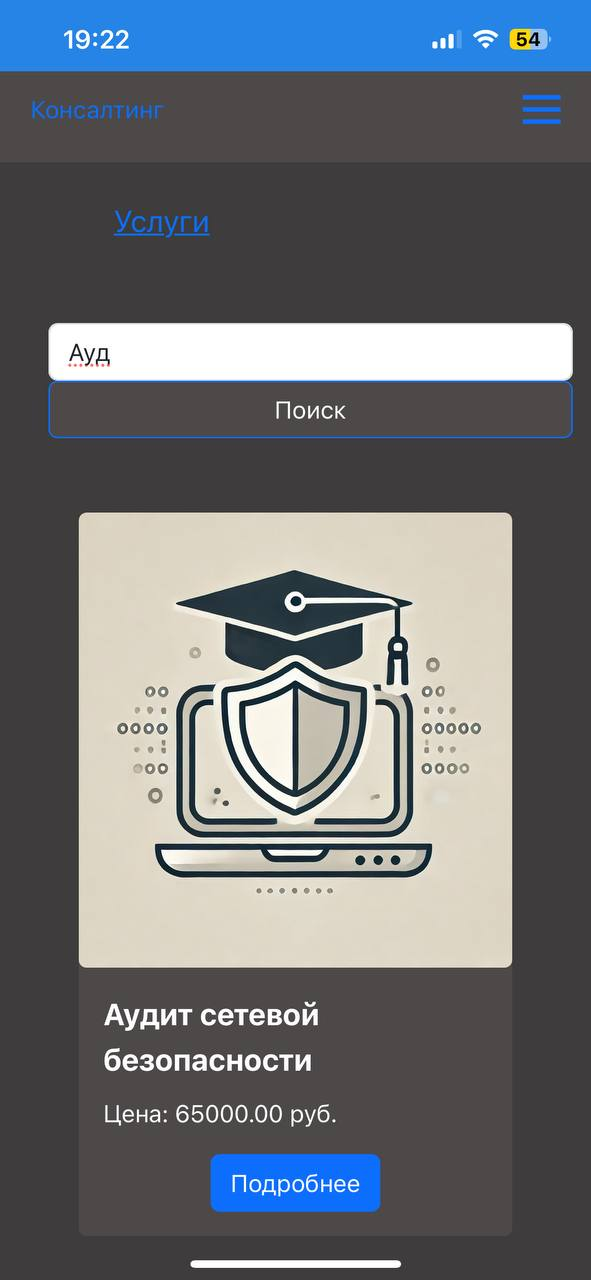 19:22
54
Консалтинг
Услуги
Ауд
Поиск
Аудит сетевой
безопасности
Цена: 65000.00 руб.
Подробнее